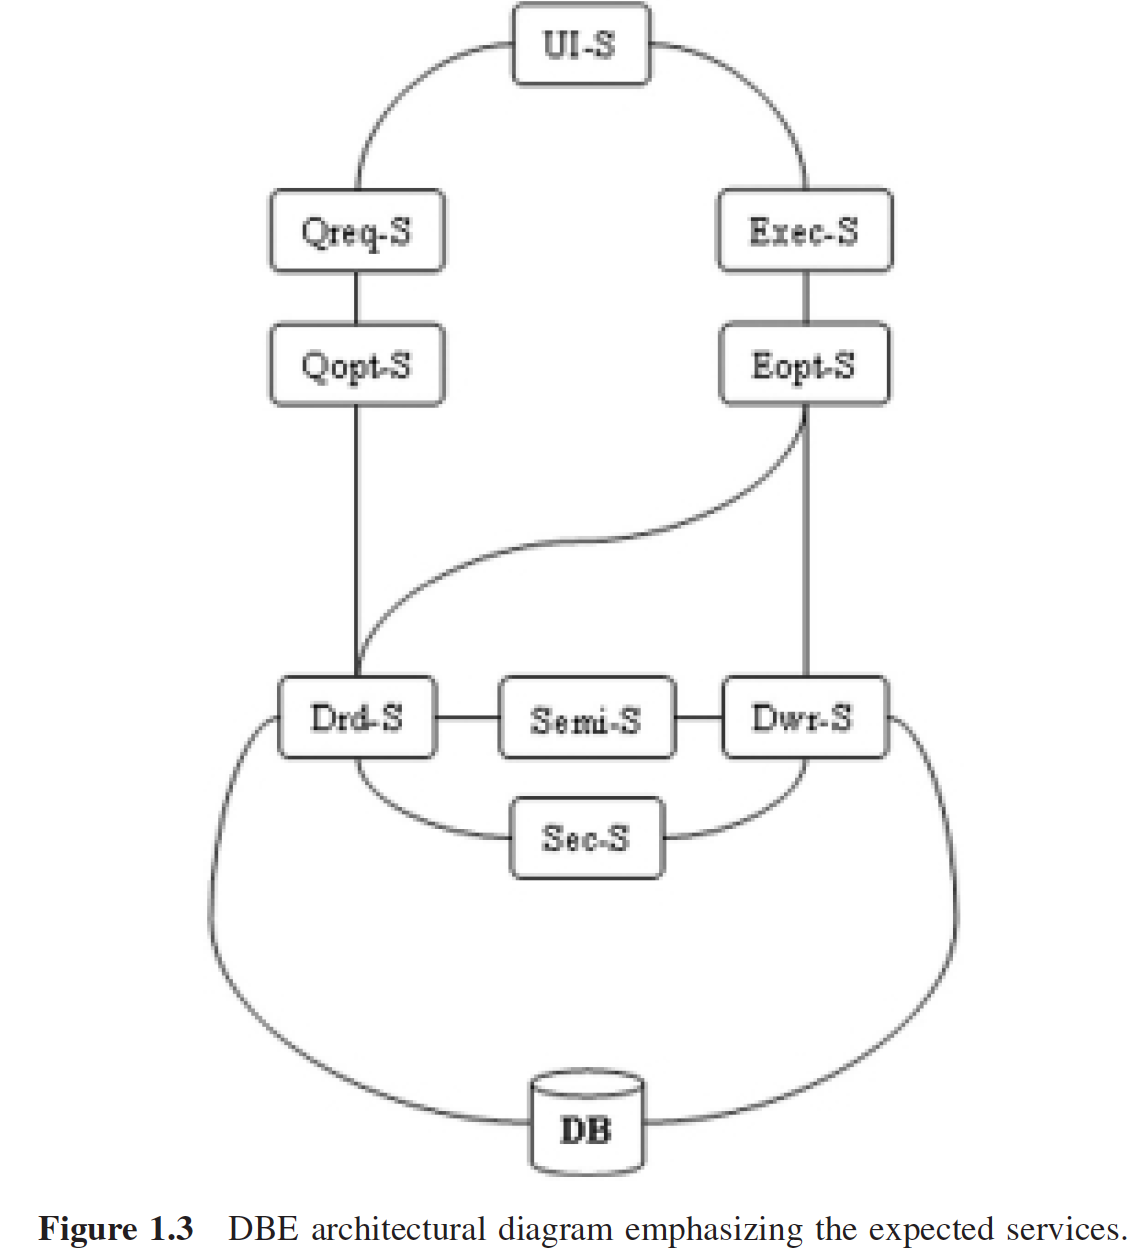 UI-S
Qreq-S
Exec-S
Qopt-S
Eopt-S
Drd-S
Semi-S
Dwr-S
Sec-S
DB
Figure 1.3 DBE architectural diagram emphasizing the expected services.